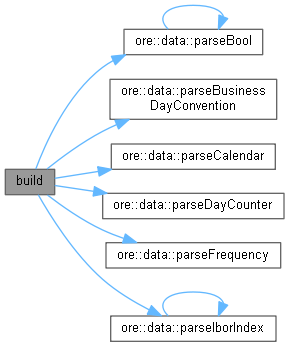 build
ore::data::parseBool
ore::data::parseBusiness
DayConvention
ore::data::parseCalendar
ore::data::parseDayCounter
ore::data::parseFrequency
ore::data::parseIborIndex